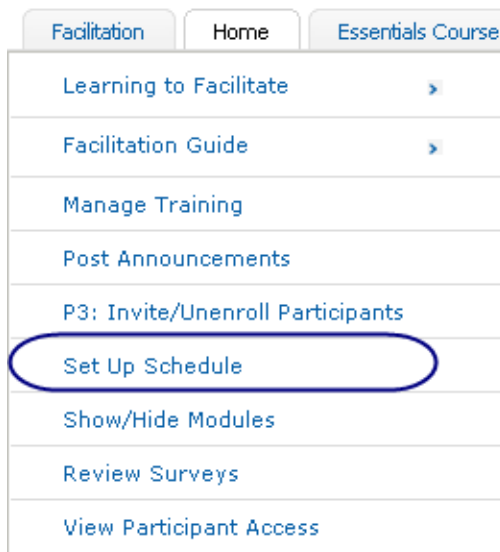 Facilitation Home Essentials Course
Learning to Facilitate
Facilitation Guide
Manage Training
Post Announcements
P3: Invite/Unenroll Participants
Set Up Schedule
Show/Hide Modules
Review Surveys
View Participant Access